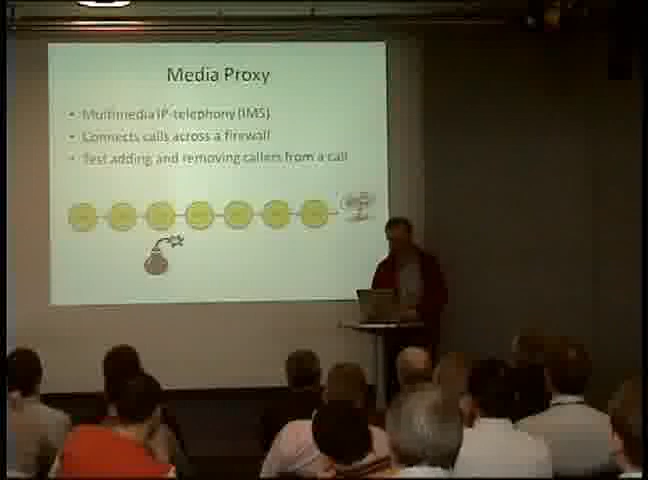 Media Proxy
• Multimedia IP-telephony (IMS)
• Connects calls across a firewall
• Test adding and removing callers from a call